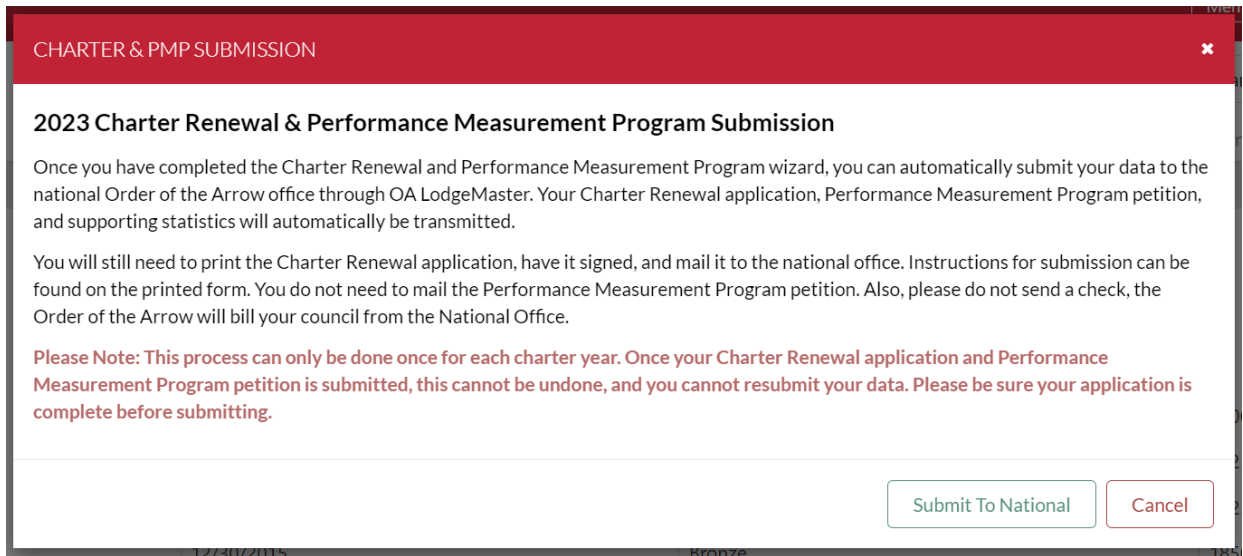 CHARTER & PMP SUBMISSION
2023 Charter Renewal & Performance Measurement Program Submission
Once you have completed the Charter Renewal and Performance Measurement Program wizard, you can automatically submit your data to the
national Order of the Arrow office through OA LodgeMaster. Your Charter Renewal application, Performance Measurement Program petition,
and supporting statistics will automatically be transmitted.
You will still need to print the Charter Renewal application, have it signed, and mail it to the national office. Instructions for submission can be
found on the printed form. You do not need to mail the Performance Measurement Program petition. Also, please do not send a check, the
Order of the Arrow will bill your council from the National Office.
Please Note: This process can only be done once for each charter year. Once your Charter Renewal application and Performance
Measurement Program petition is submitted, this cannot be undone, and you cannot resubmit your data. Please be sure your application is
complete before submitting.
Submit To National Cancel
12/30/2015 Bronze